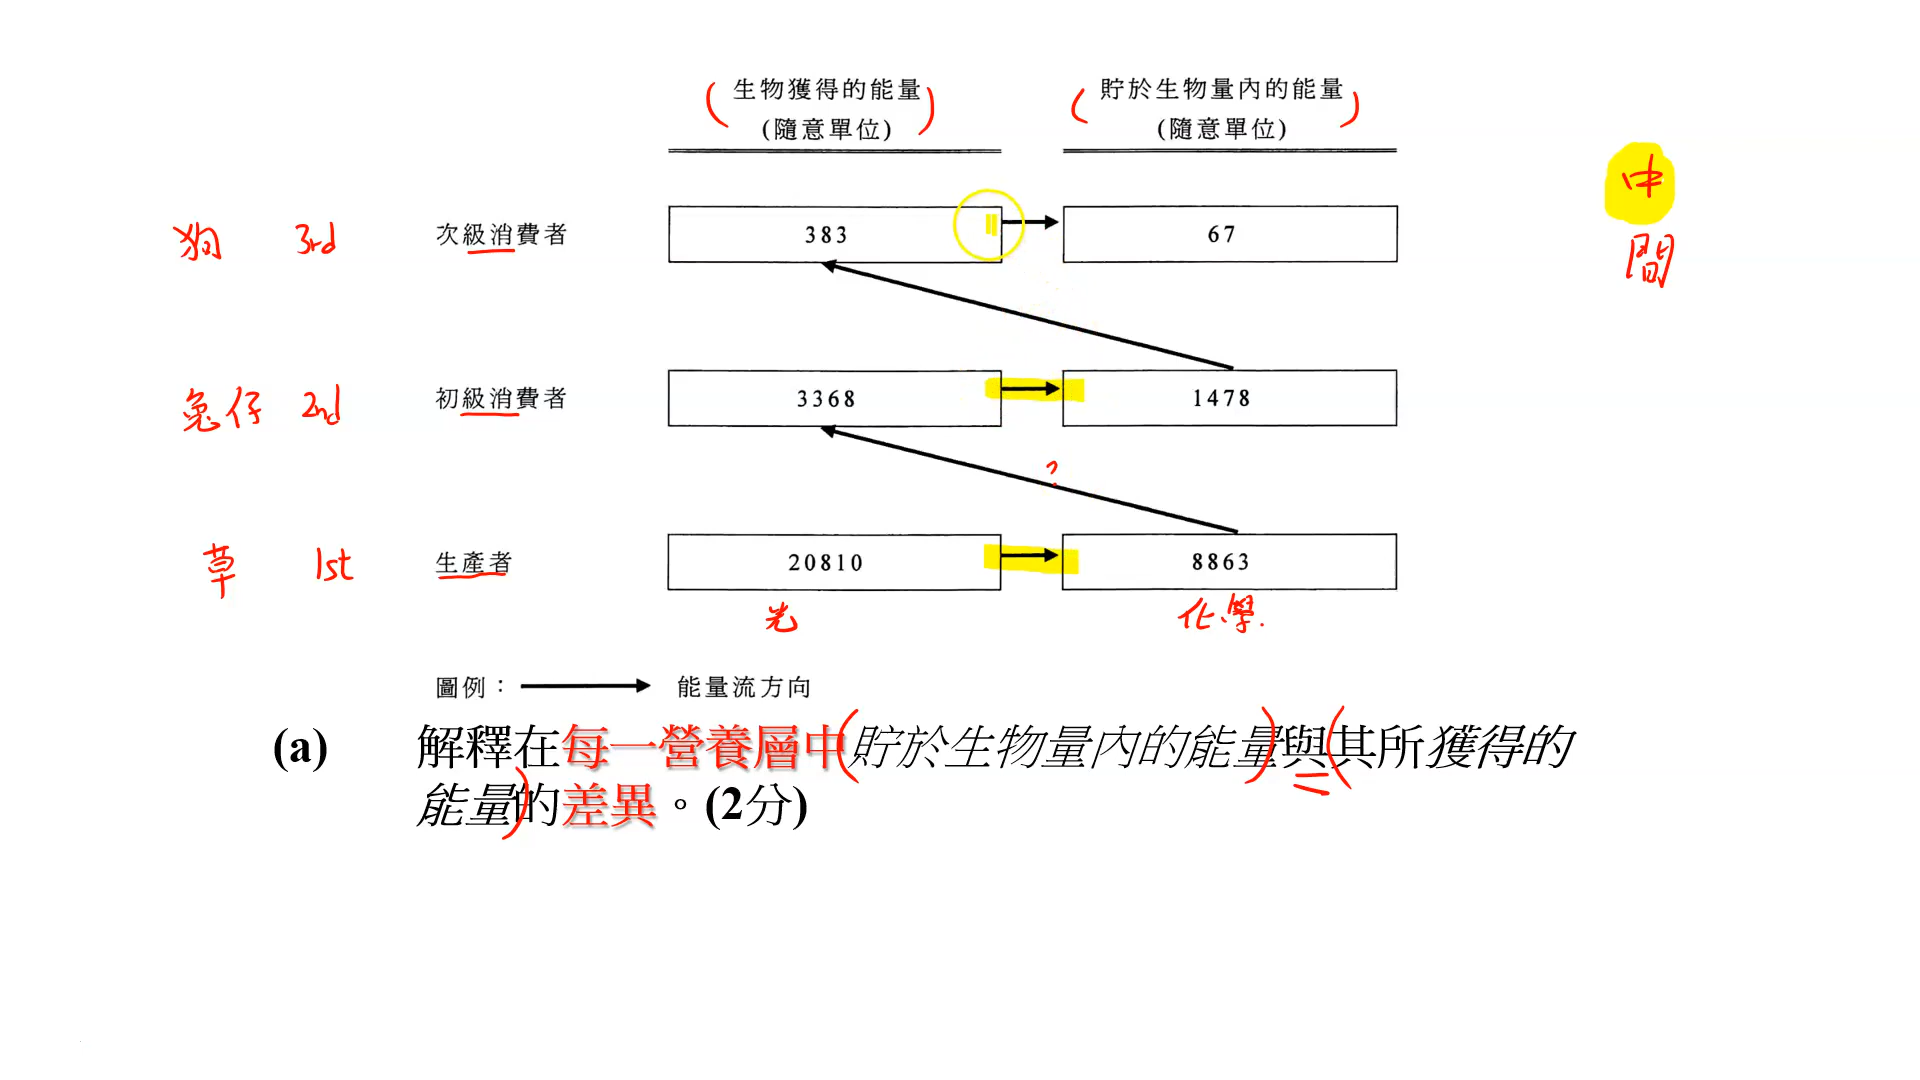 生物獲得的能量 貯於生物量內的能量
(隨意單位) (隨意單位)
中
間
狗 3rd 次級消費者 383 67
兔仔 2nd 初級消費者 3368 1478
?
草 1st 生產者 20810 8863
光 化學.
圖例： 能量流方向
(a) 解釋在每一營養層中貯於生物量內的能量與其所獲得的
能量的差異。(2分)